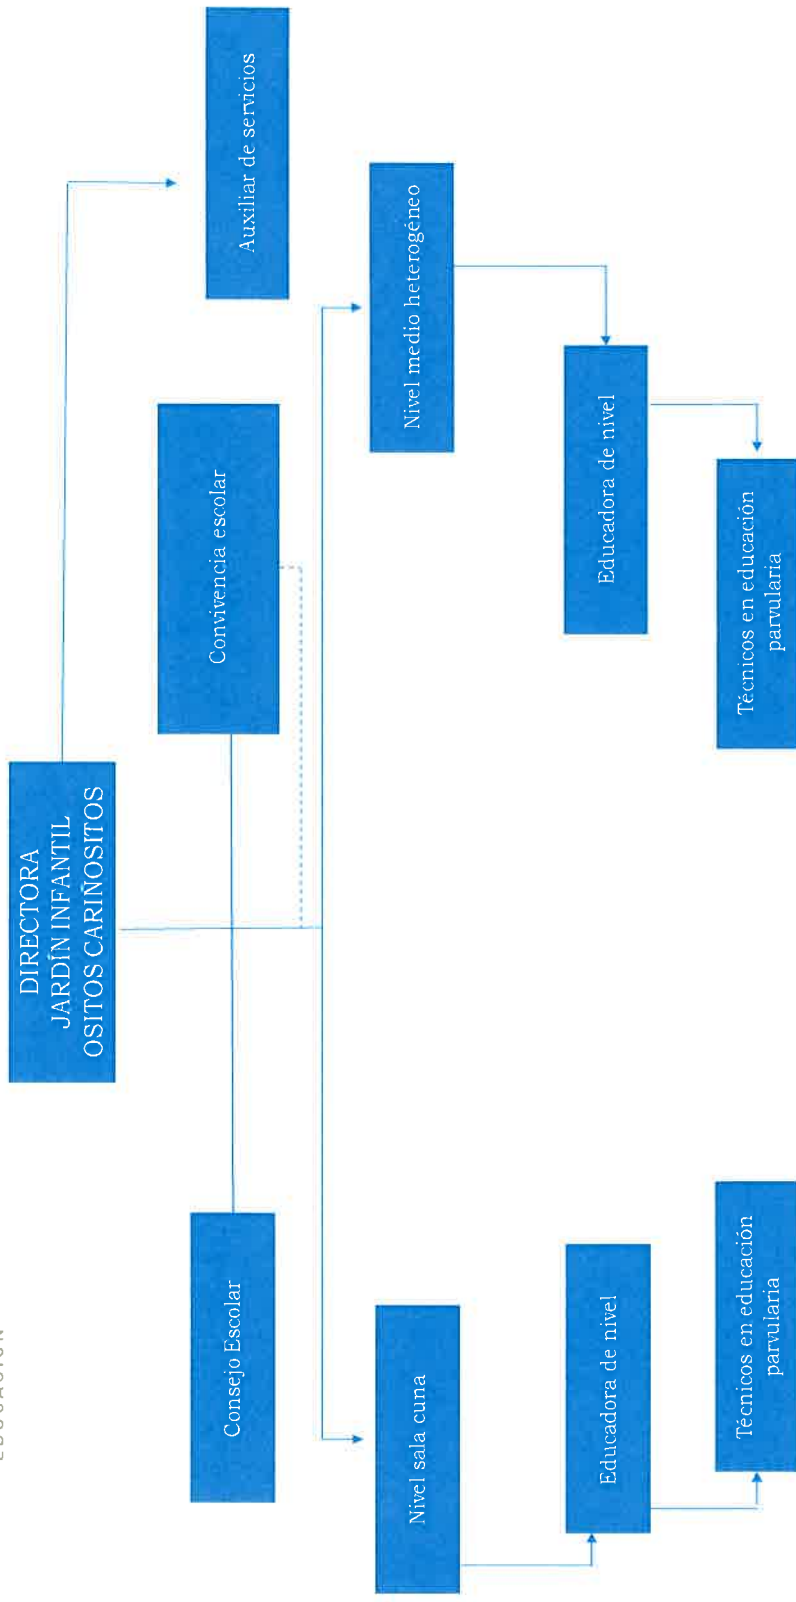 EDUCACIÓN
DIRECTORA
JARDÍN INFANTIL
OSITOS CARIÑOSITOS
Consejo Escolar
Convivencia escolar
Auxiliar de servicios
Nivel sala cuna
Nivel medio heterogéneo
Educadora de nivel
Educadora de nivel
Técnicos en educación
parvularia
Técnicos en educación
parvularia